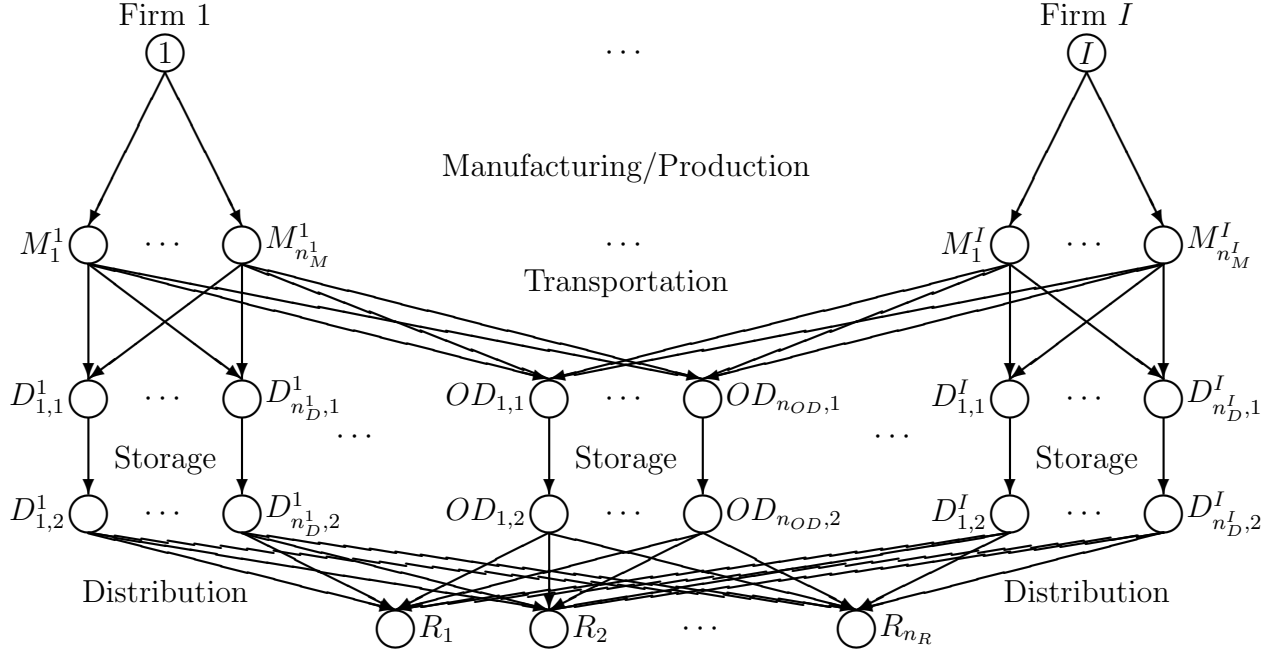 Firm 1 Firm I
1 ⋯ I
Manufacturing/Production
M_1^1 ⋯ M_{n_M^1}^1 ⋯ M_1^I ⋯ M_{n_M^I}^I
Transportation
D_{1,1}^1 ⋯ D_{n_D^1,1}^1 OD_{1,1} ⋯ OD_{n_{OD},1} D_{1,1}^I ⋯ D_{n_D^I,1}^I
⋯ ⋯
Storage Storage Storage
D_{1,2}^1 ⋯ D_{n_D^1,2}^1 OD_{1,2} ⋯ OD_{n_{OD},2} D_{1,2}^I ⋯ D_{n_D^I,2}^I
Distribution Distribution
R_1 R_2 ⋯ R_{n_R}